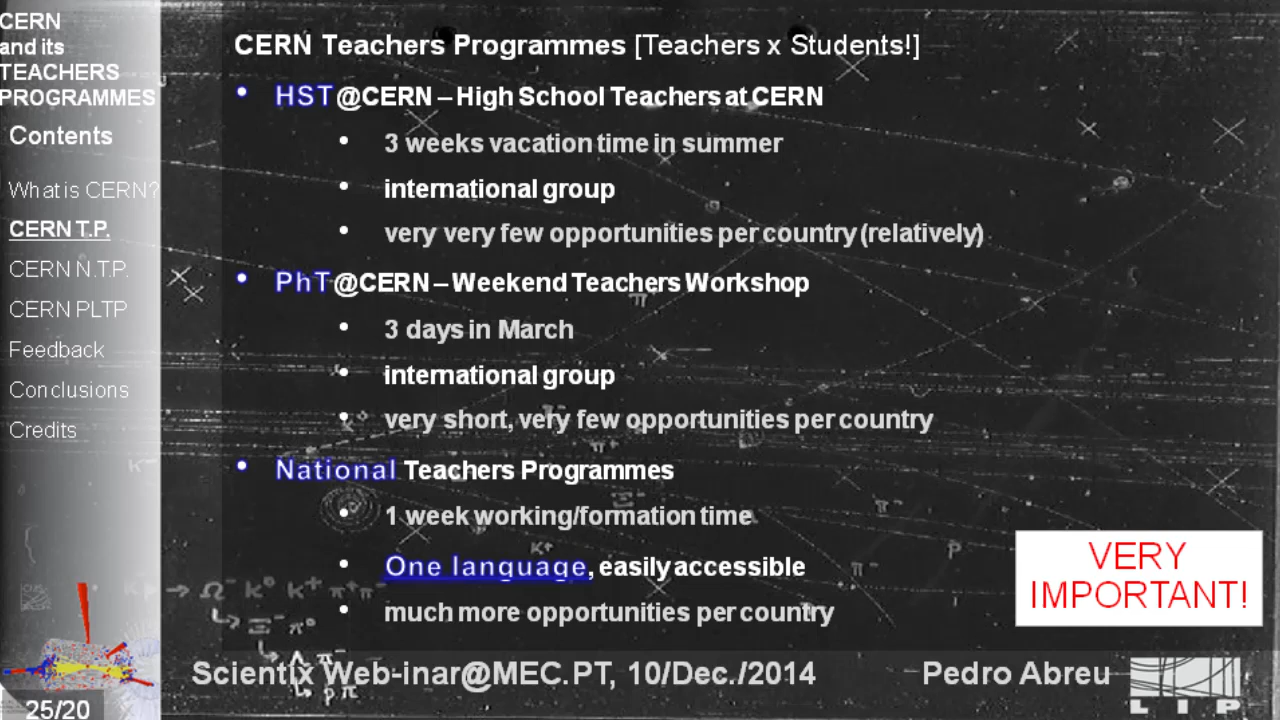 CERN
and its
TEACHERS
PROGRAMMES
Contents
What is CERN?
CERN T.P.
CERN N.T.P.
CERN PLTP
Feedback
Conclusions
Credits
25/20
CERN Teachers Programmes [Teachers x Students!]
• HST@CERN – High School Teachers at CERN
• 3 weeks vacation time in summer
• international group
• very very few opportunities per country (relatively)
• PhT@CERN – Weekend Teachers Workshop
• 3 days in March
• international group
• very short, very few opportunities per country
• National Teachers Programmes
• 1 week working/formation time
• One language, easily accessible
• much more opportunities per country
VERY
IMPORTANT!
Scientix Web-inar@MEC.PT, 10/Dec./2014
Pedro Abreu
LIP